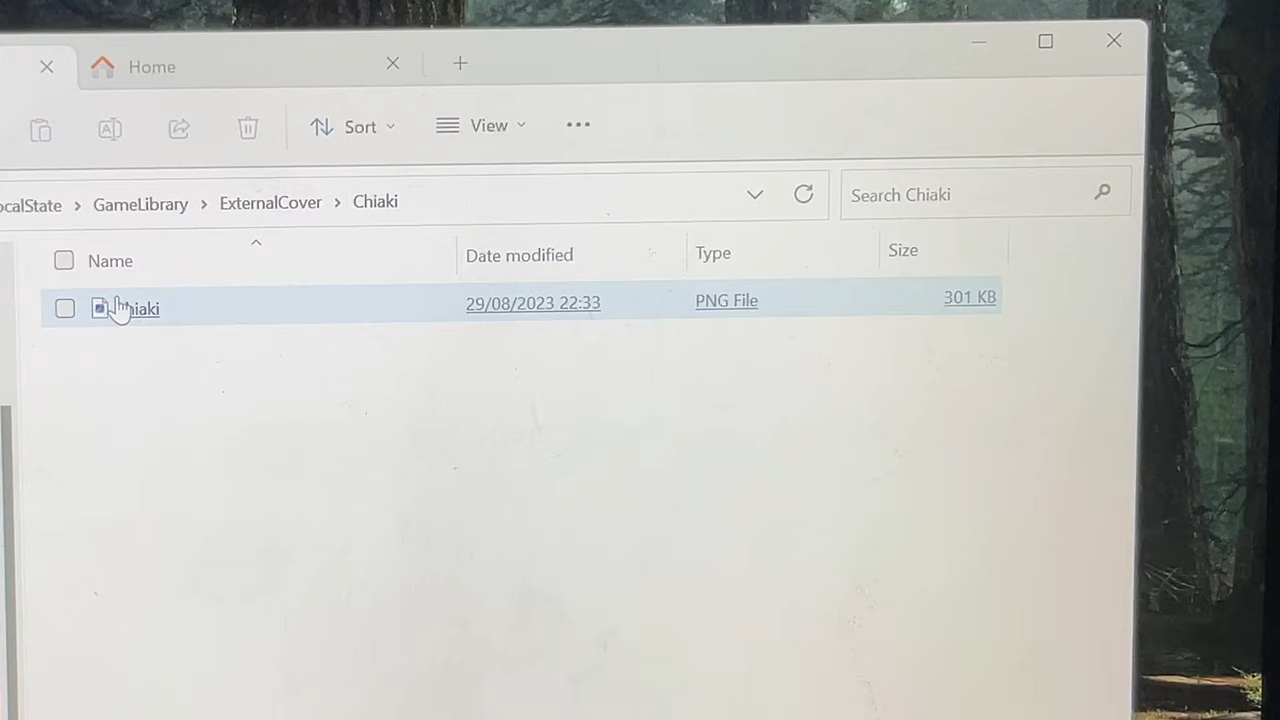 Home
Sort
View
ocalState > GameLibrary > ExternalCover > Chiaki
Search Chiaki
Name
Date modified
Type
Size
hiaki
29/08/2023 22:33
PNG File
301 KB